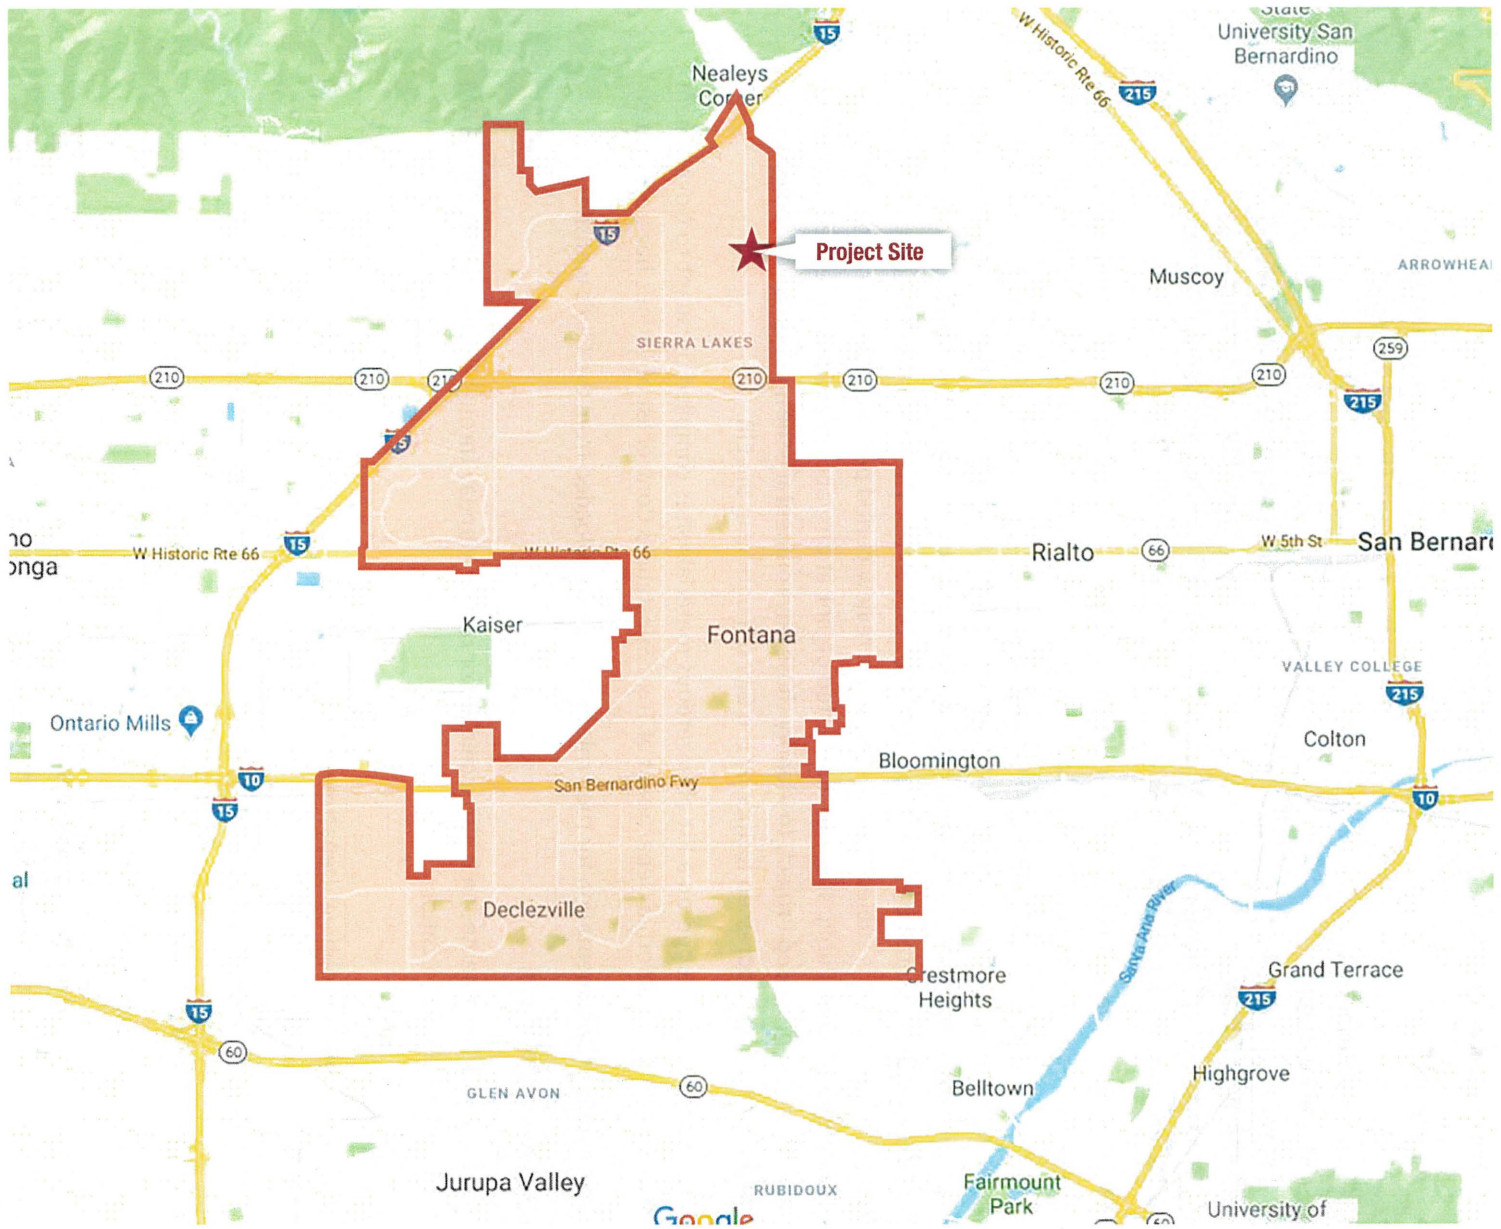 State
University San
Bernardino
15
W Historic Rte 66
215
Nealeys
Corner
15
Project Site
Muscoy
ARROWHEA
SIERRA LAKES
259
210
210
210
210
210
210
210
215
15
15
W Historic Rte 66
W Historic Rte 66
Rialto
66
W 5th St
San Bernard
onga
Kaiser
Fontana
VALLEY COLLEGE
215
Ontario Mills
Colton
Bloomington
10
San Bernardino Fwy
15
10
al
Declezville
Santa Ana River
Crestmore
Heights
Grand Terrace
215
15
60
60
Highgrove
Belltown
GLEN AVON
Jurupa Valley
RUBIDOUX
Fairmount
Park
Google
60
University of